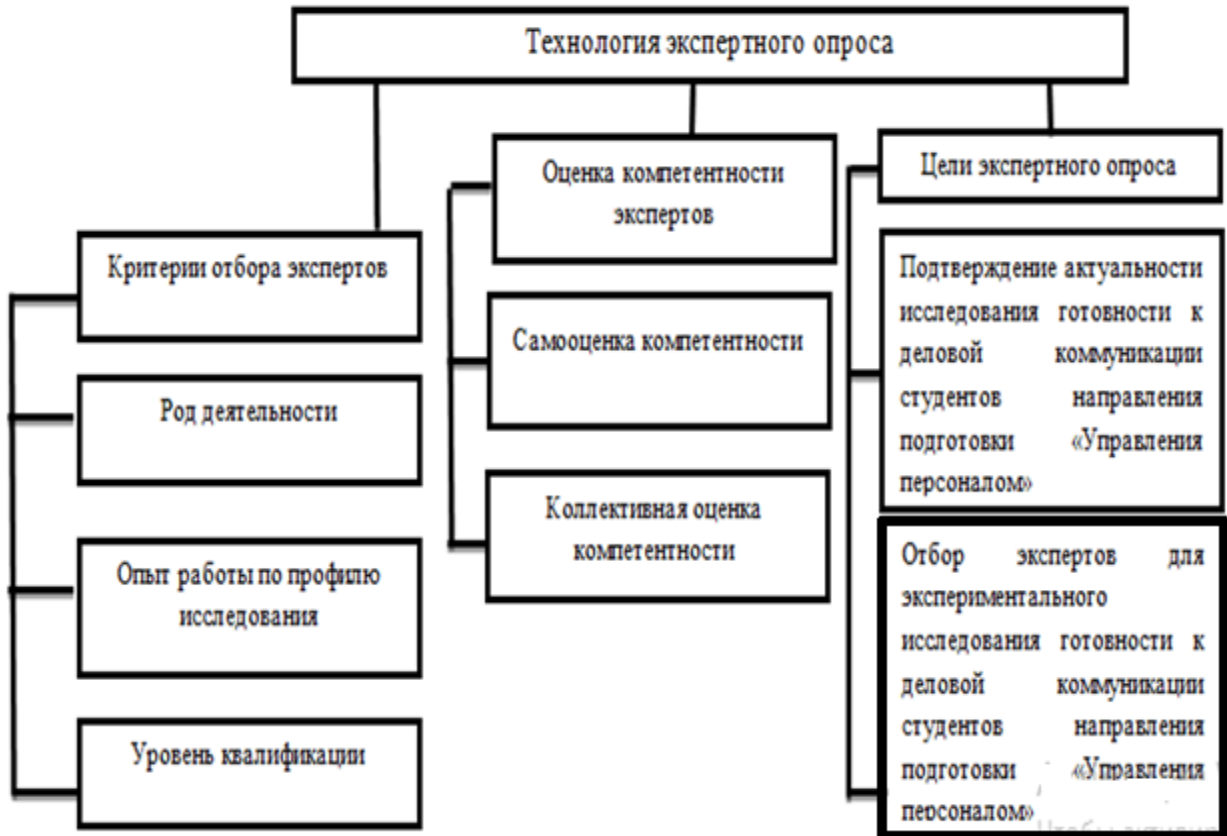 Технология экспертного опроса
Критерии отбора экспертов
Род деятельности
Опыт работы по профилю
исследования
Уровень квалификации
Оценка компетентности
экспертов
Самооценка компетентности
Коллективная оценка
компетентности
Цели экспертного опроса
Подтверждение актуальности
исследования готовности к
деловой коммуникации
студентов направления
подготовки «Управления
персоналом»
Отбор экспертов для
экспериментального
исследования готовности к
деловой коммуникации
студентов направления
подготовки «Управления
персоналом»